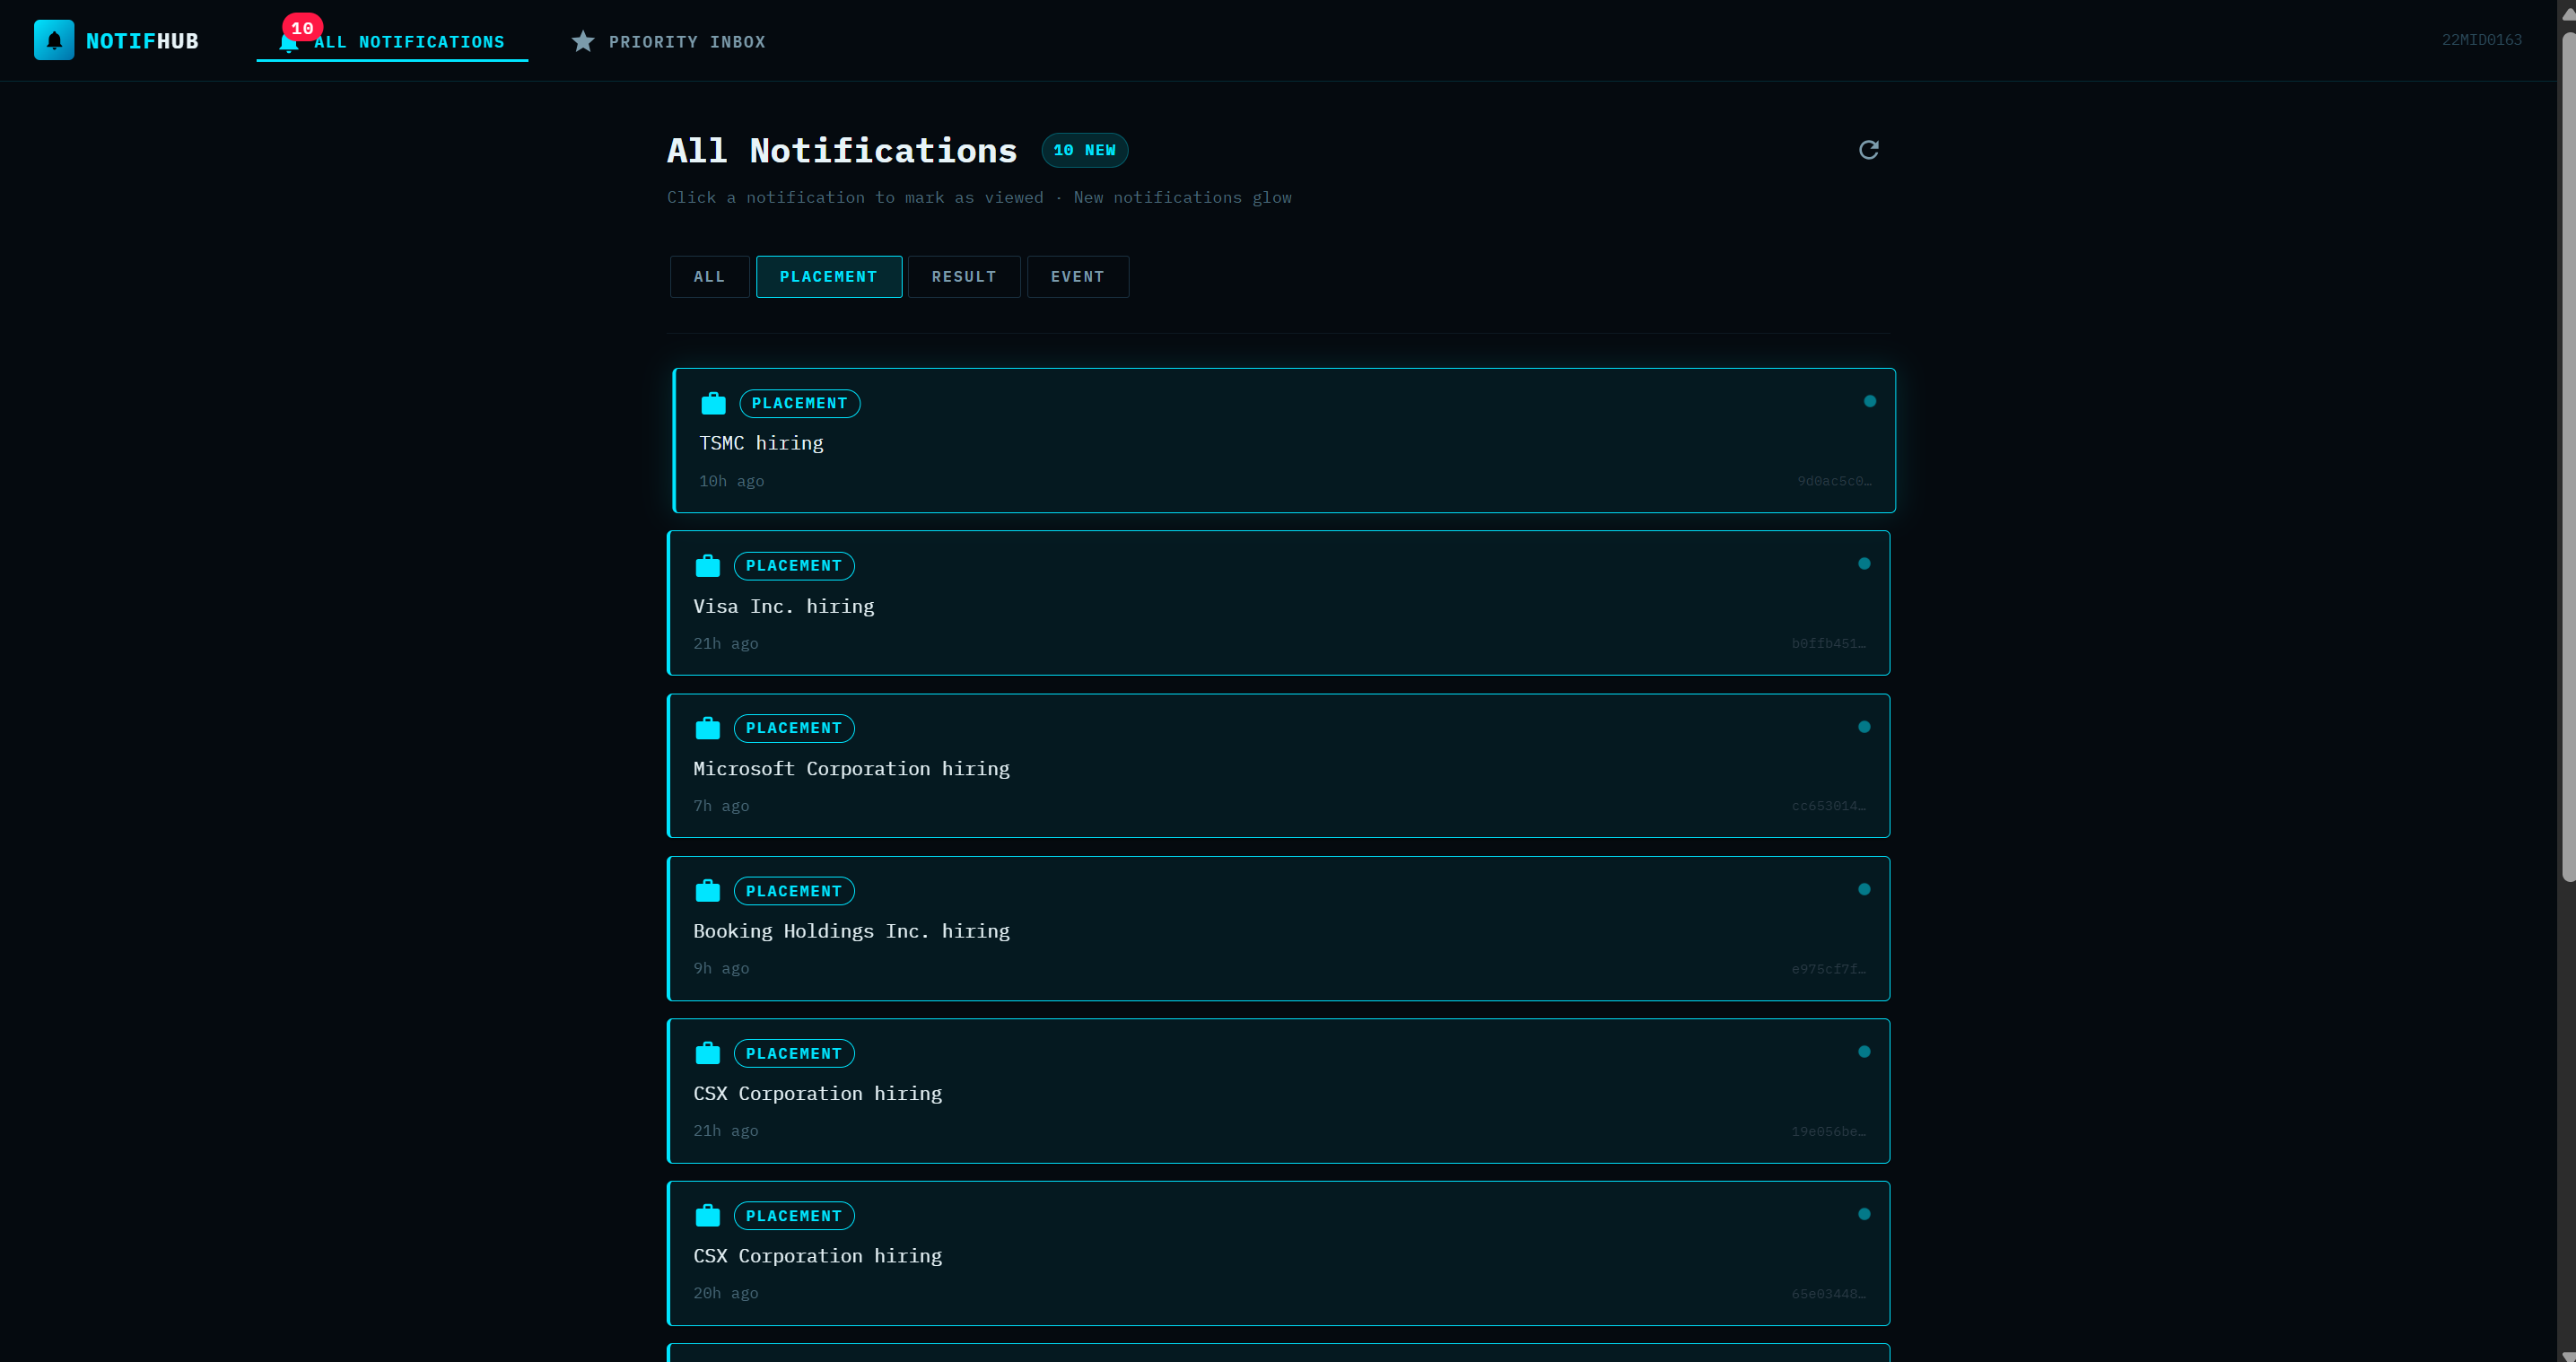 NOTIFHUB
10
ALL NOTIFICATIONS
PRIORITY INBOX
22MID0163
All Notifications
10 NEW
Click a notification to mark as viewed · New notifications glow
ALL
PLACEMENT
RESULT
EVENT
PLACEMENT
TSMC hiring
10h ago
9d0ac5c0…
PLACEMENT
Visa Inc. hiring
21h ago
b0ffb451…
PLACEMENT
Microsoft Corporation hiring
7h ago
cc653014…
PLACEMENT
Booking Holdings Inc. hiring
9h ago
e975cf7f…
PLACEMENT
CSX Corporation hiring
21h ago
19e056be…
PLACEMENT
CSX Corporation hiring
20h ago
65e03448…